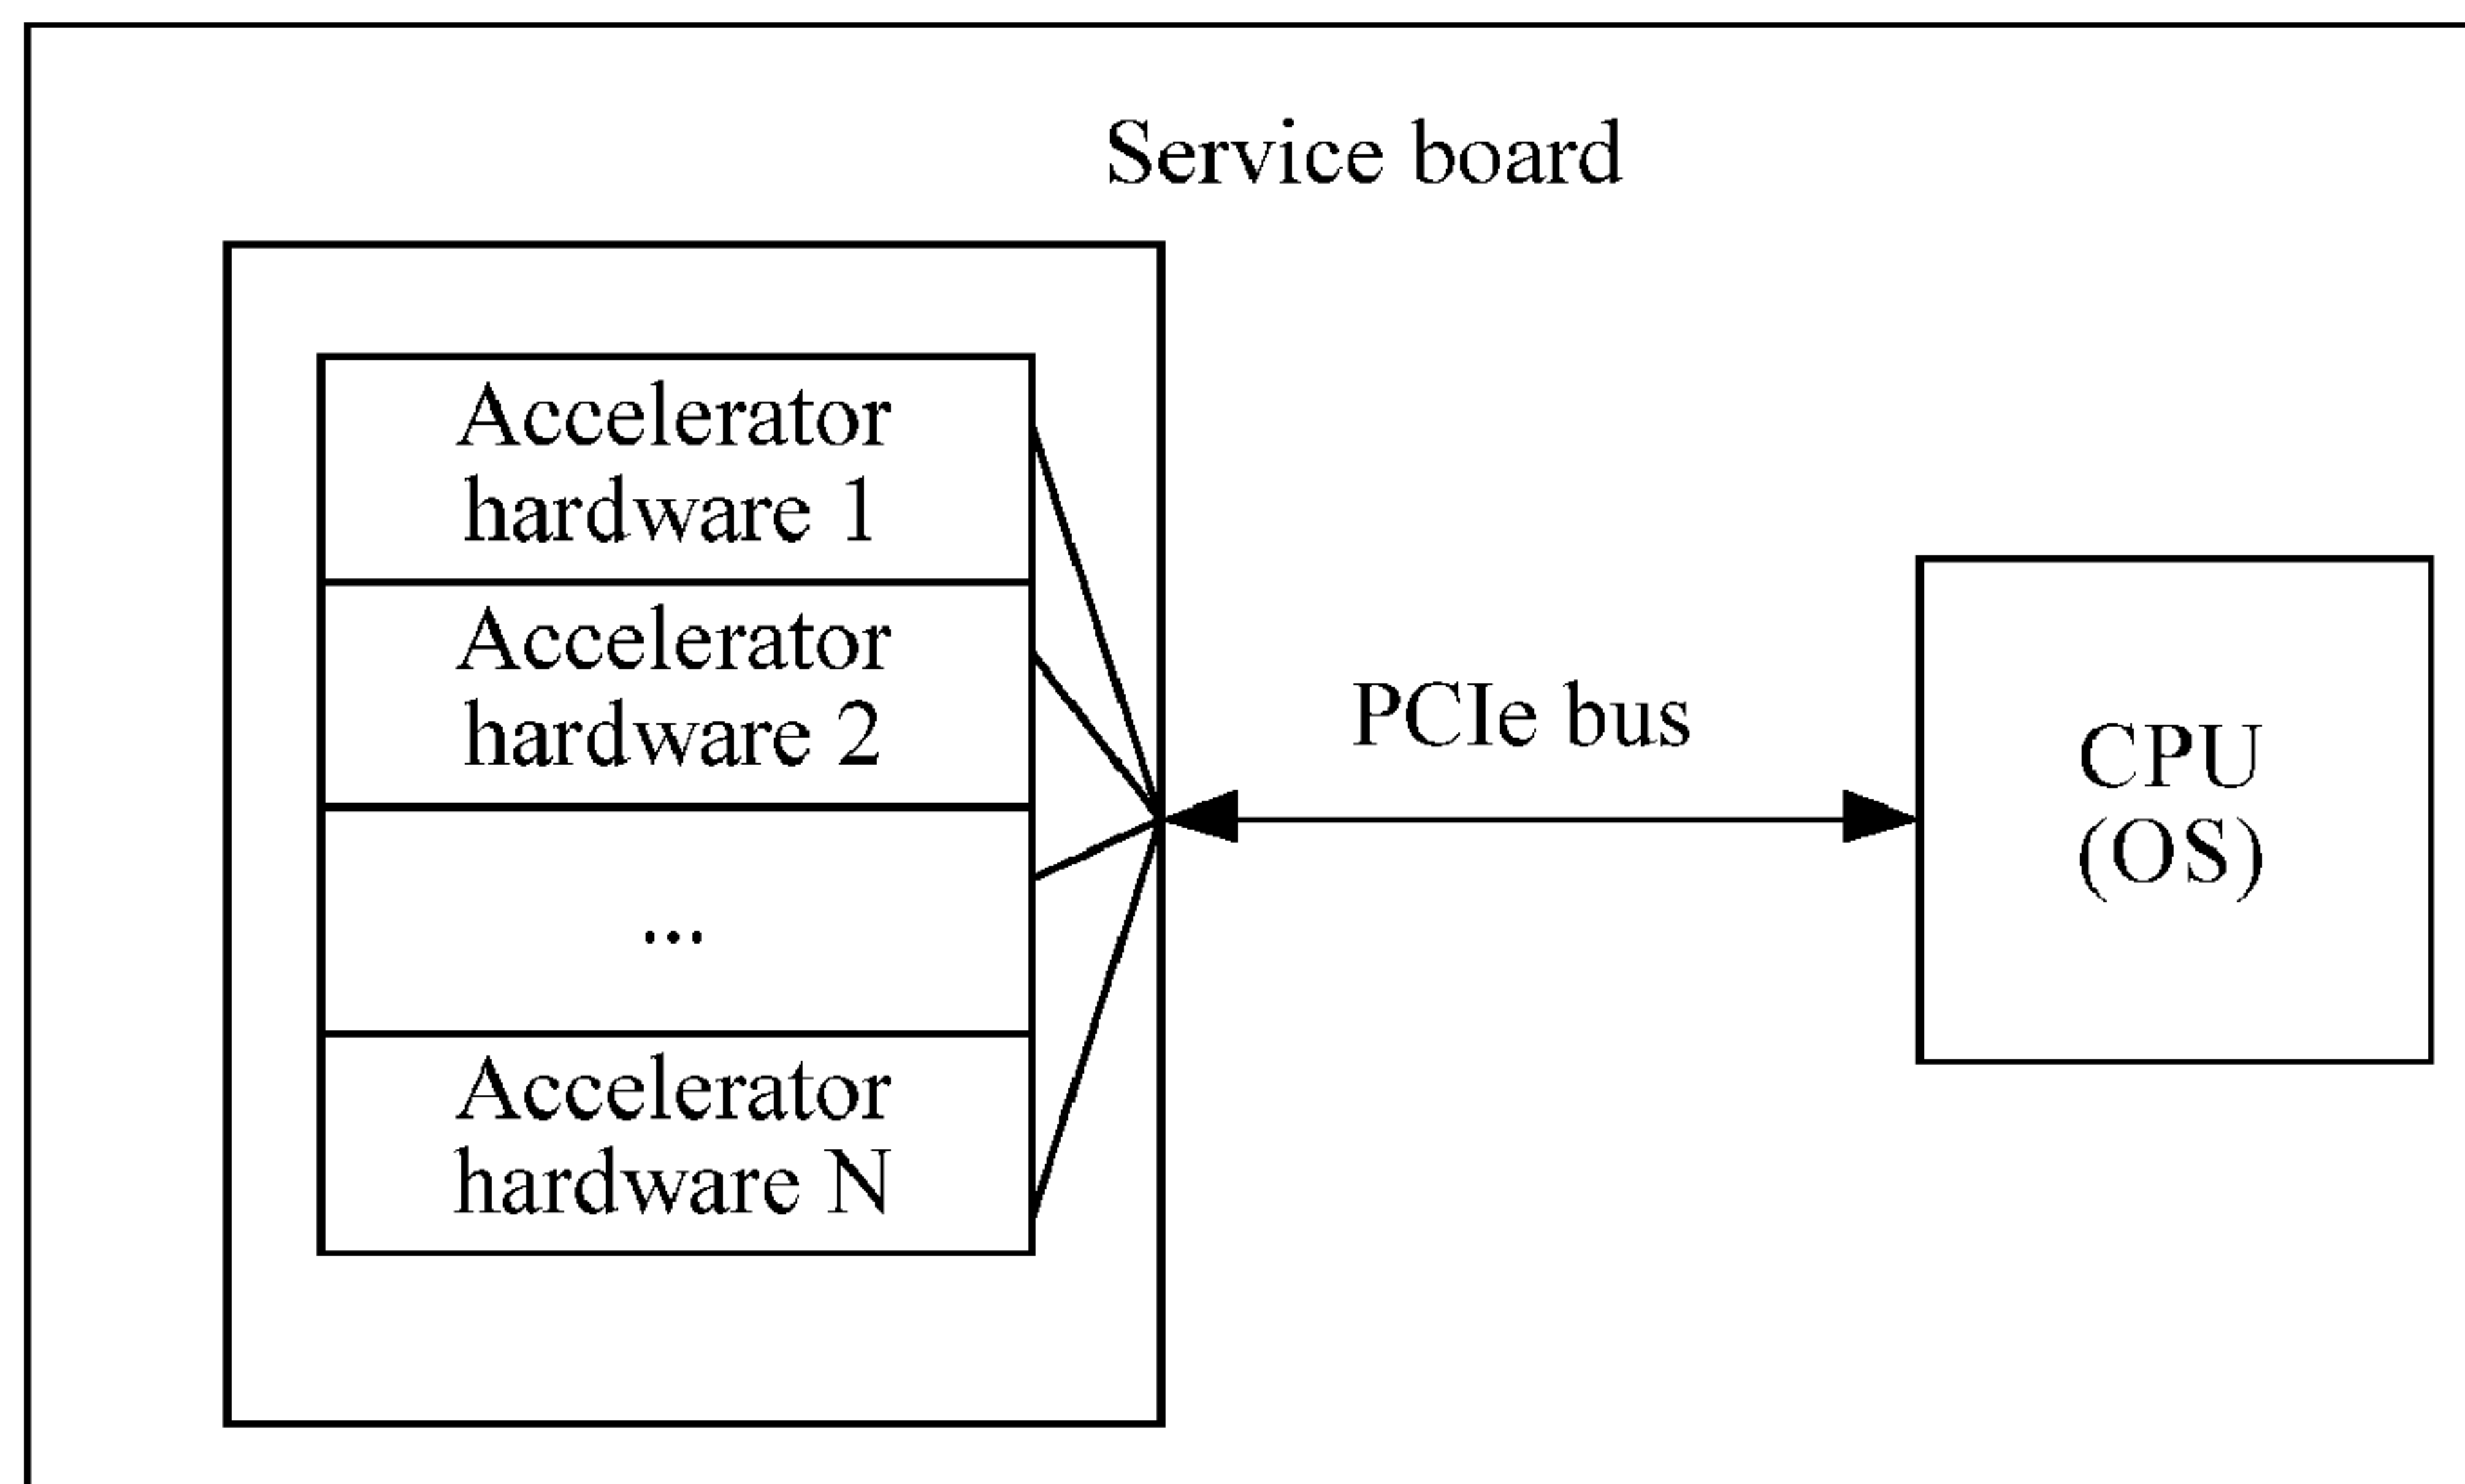 Service board
Accelerator
hardware 1
Accelerator
hardware 2
...
Accelerator
hardware N
PCIe bus
CPU
(OS)